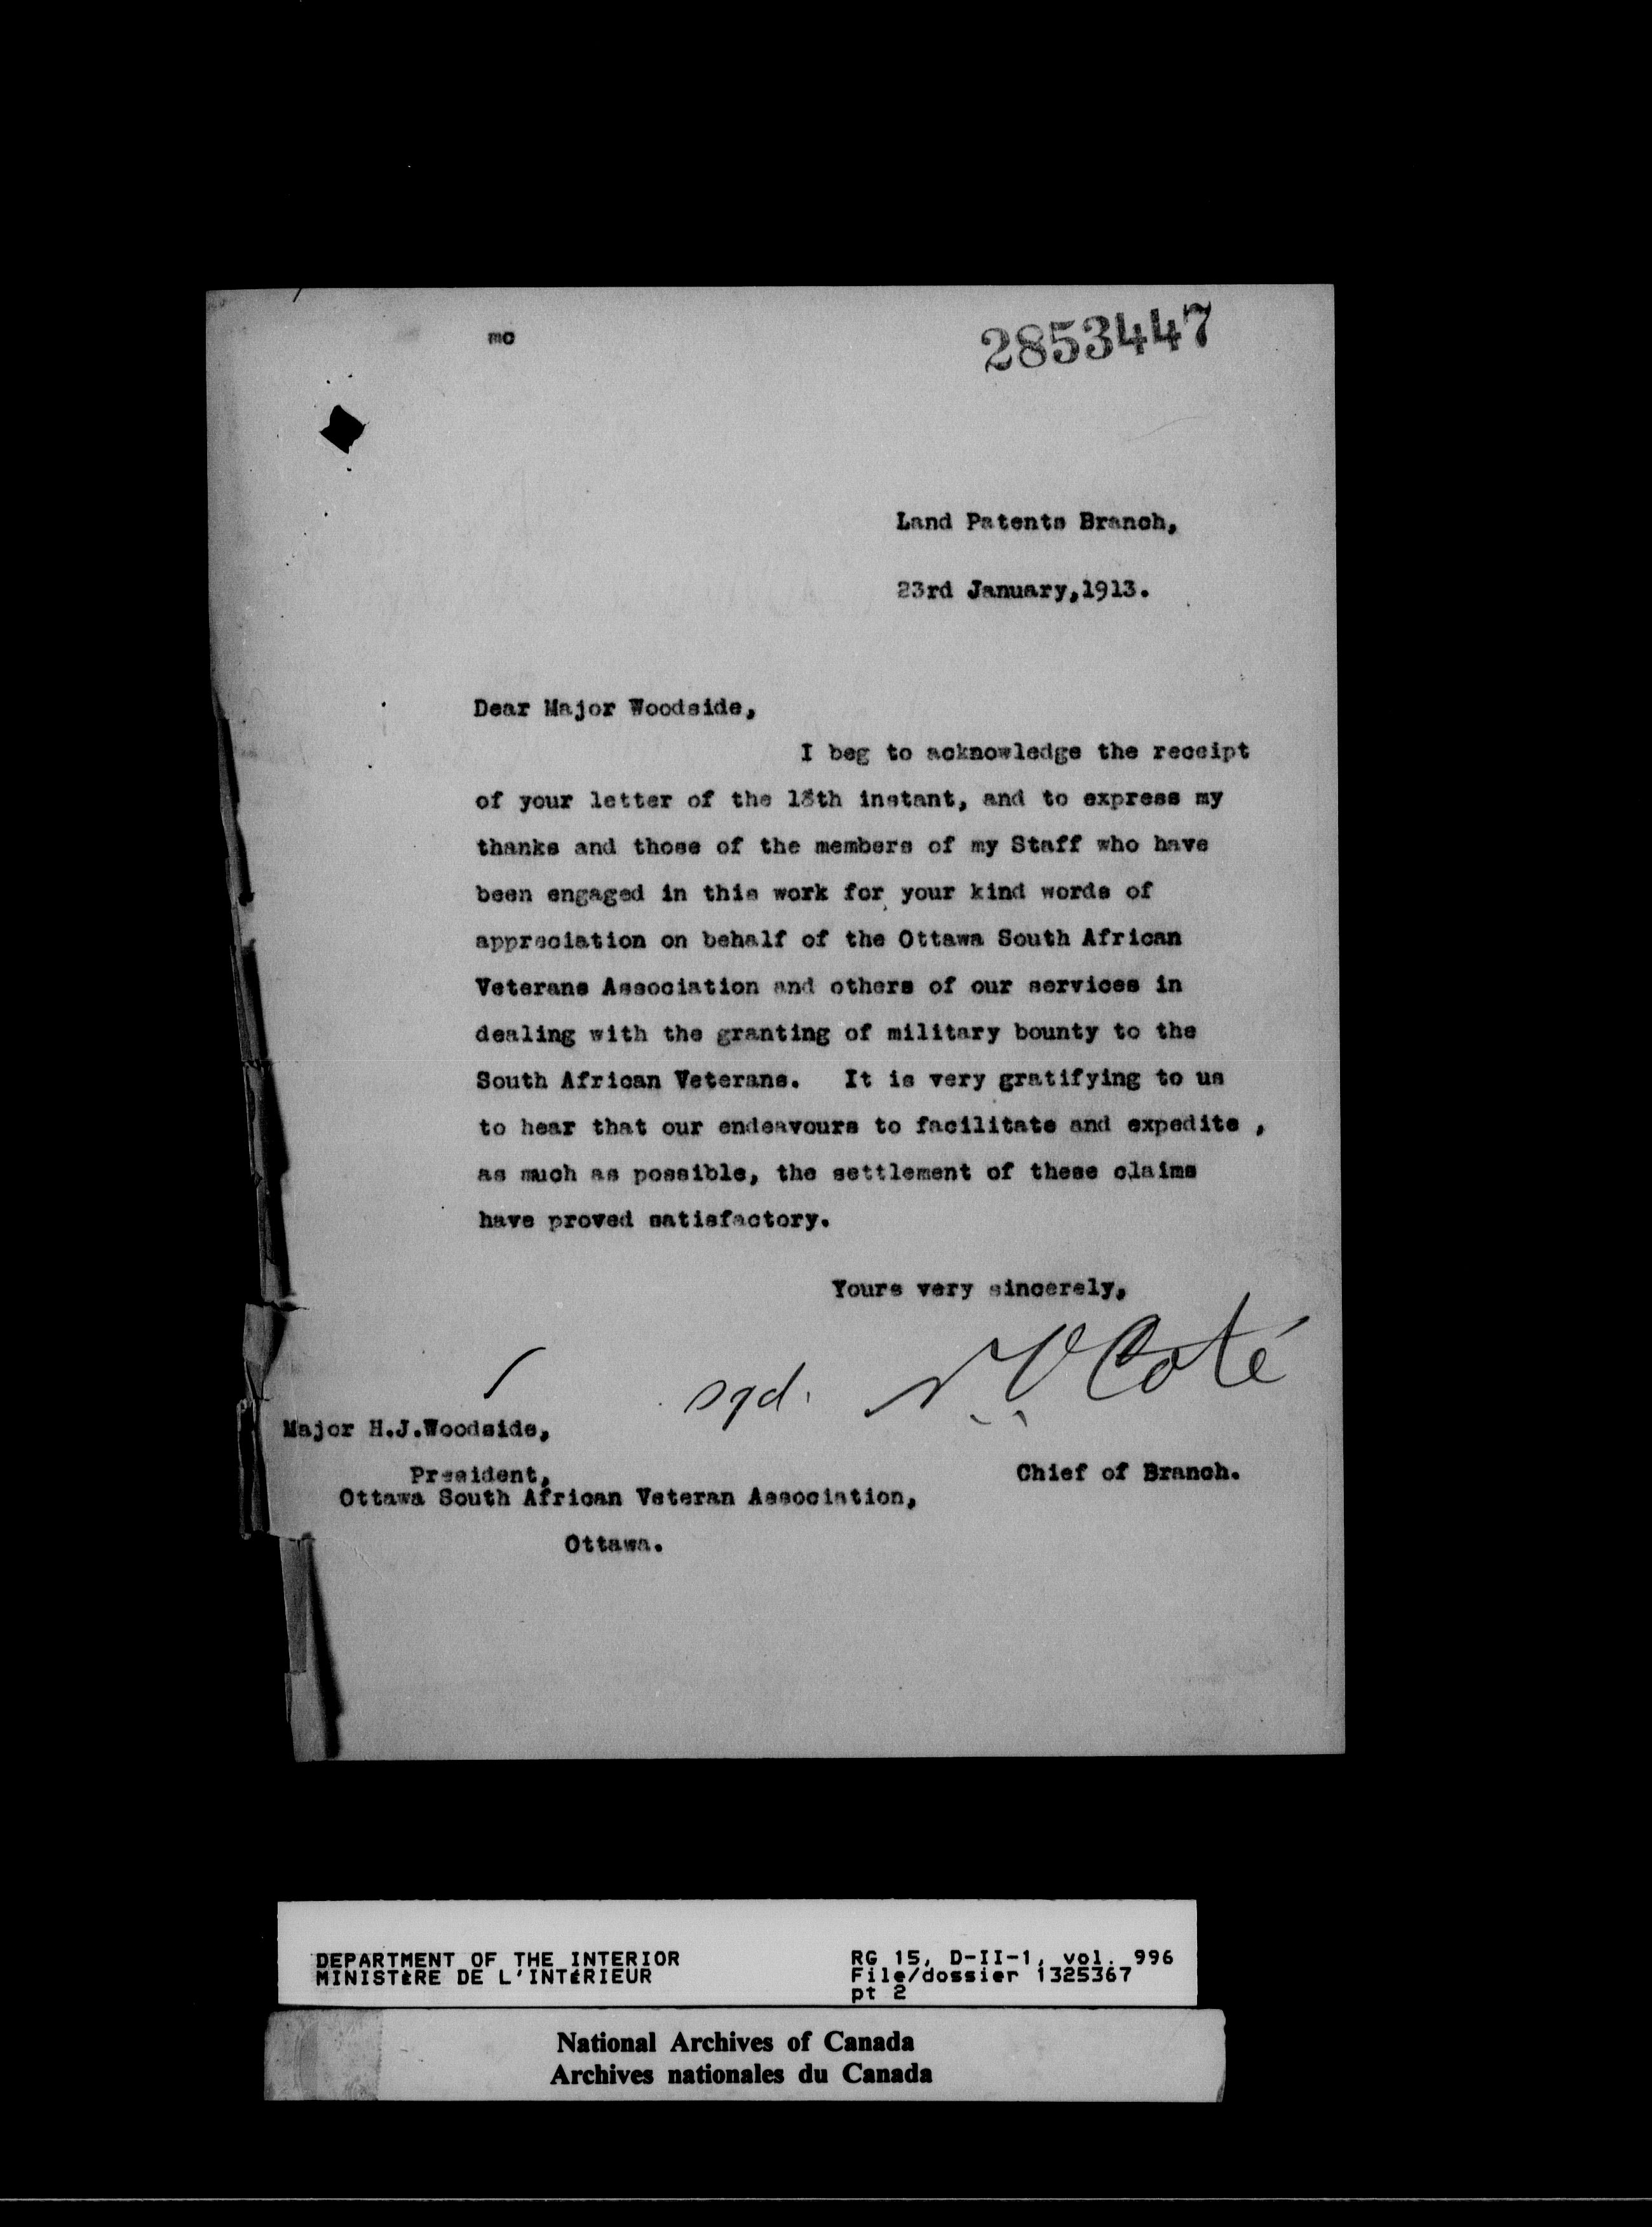 mc
2853447
Land Patents Branch,
23rd January,1913.
Dear Major Woodside,
I beg to acknowledge the receipt
of your letter of the 18th instant, and to express my
thanks and those of the members of my Staff who have
been engaged in this work for your kind words of
appreciation on behalf of the Ottawa South African
Veterans Association and others of our services in
dealing with the granting of military bounty to the
South African Veterans. It is very gratifying to us
to hear that our endeavours to facilitate and expedite ,
as much as possible, the settlement of these claims
have proved satisfactory.
Yours very sincerely,
sgd. N. O Coté
Major H.J.Woodside,
President,
Chief of Branch.
Ottawa South African Veteran Association,
Ottawa.
DEPARTMENT OF THE INTERIOR
MINISTÈRE DE L'INTÉRIEUR
RG 15, D-II-1, vol. 996
File/dossier 1325367
pt 2
National Archives of Canada
Archives nationales du Canada